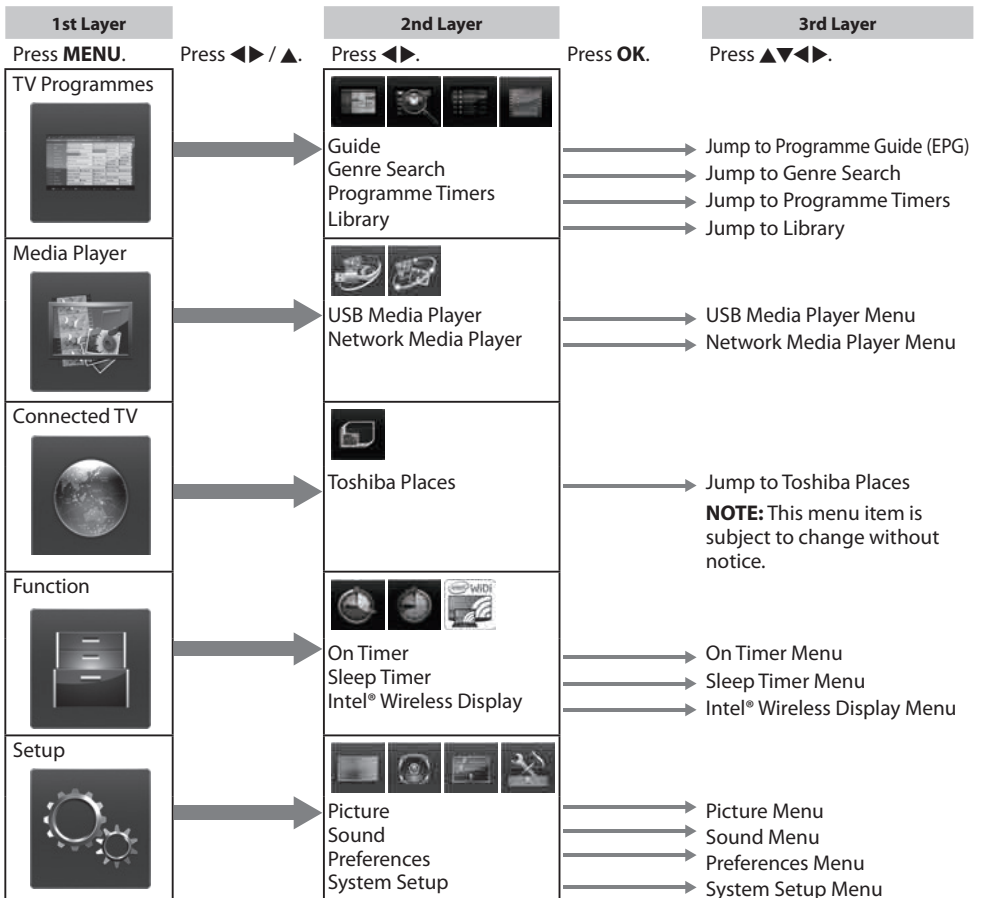 1st Layer
2nd Layer
3rd Layer
Press MENU.
Press ◀▶ / ▲.
Press ◀▶.
Press OK.
Press ▲▼◀▶.
TV Programmes
Guide
Genre Search
Programme Timers
Library
Jump to Programme Guide (EPG)
Jump to Genre Search
Jump to Programme Timers
Jump to Library
Media Player
USB Media Player
Network Media Player
USB Media Player Menu
Network Media Player Menu
Connected TV
Toshiba Places
Jump to Toshiba Places
NOTE: This menu item is
subject to change without
notice.
Function
WiDi
On Timer
Sleep Timer
Intel® Wireless Display
On Timer Menu
Sleep Timer Menu
Intel® Wireless Display Menu
Setup
Picture
Sound
Preferences
System Setup
Picture Menu
Sound Menu
Preferences Menu
System Setup Menu